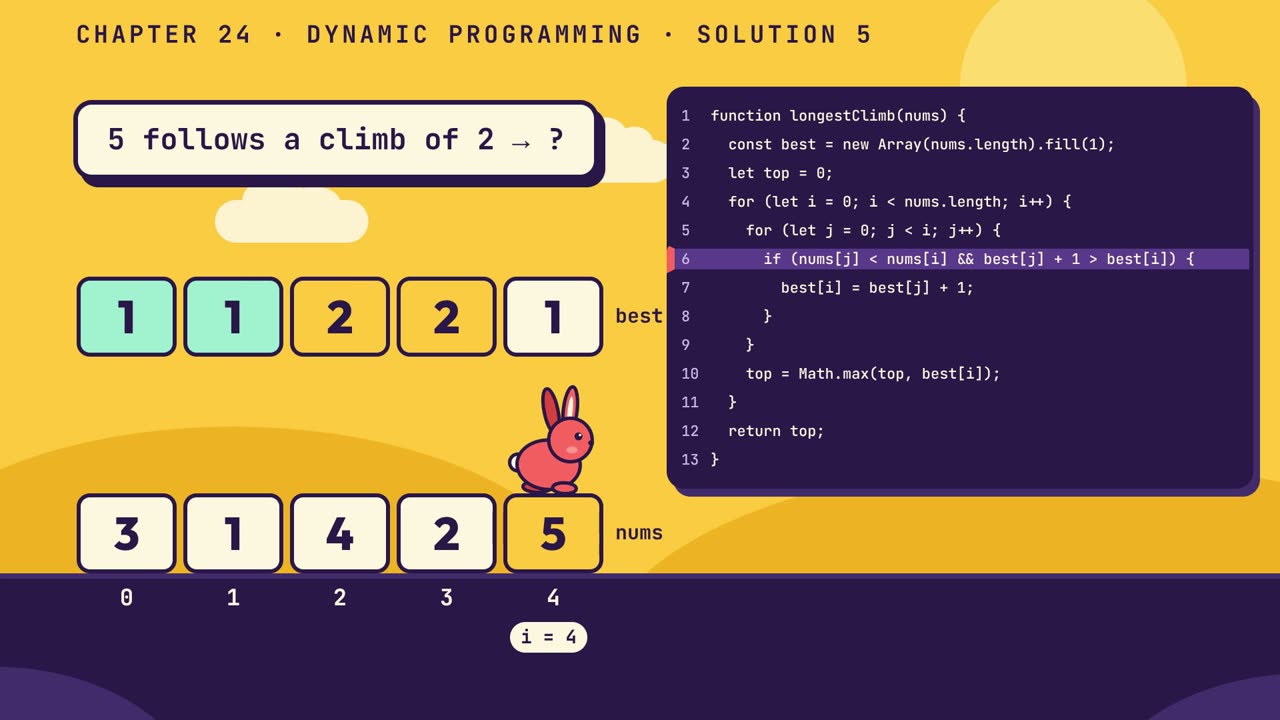 CHAPTER 24 · DYNAMIC PROGRAMMING · SOLUTION 5
5 follows a climb of 2 → ?
1 1 2 2 1 best
3 1 4 2 5 nums
0 1 2 3 4
i = 4
1 function longestClimb(nums) {
2   const best = new Array(nums.length).fill(1);
3   let top = 0;
4   for (let i = 0; i < nums.length; i++) {
5     for (let j = 0; j < i; j++) {
6       if (nums[j] < nums[i] && best[j] + 1 > best[i]) {
7         best[i] = best[j] + 1;
8       }
9     }
10     top = Math.max(top, best[i]);
11   }
12   return top;
13 }